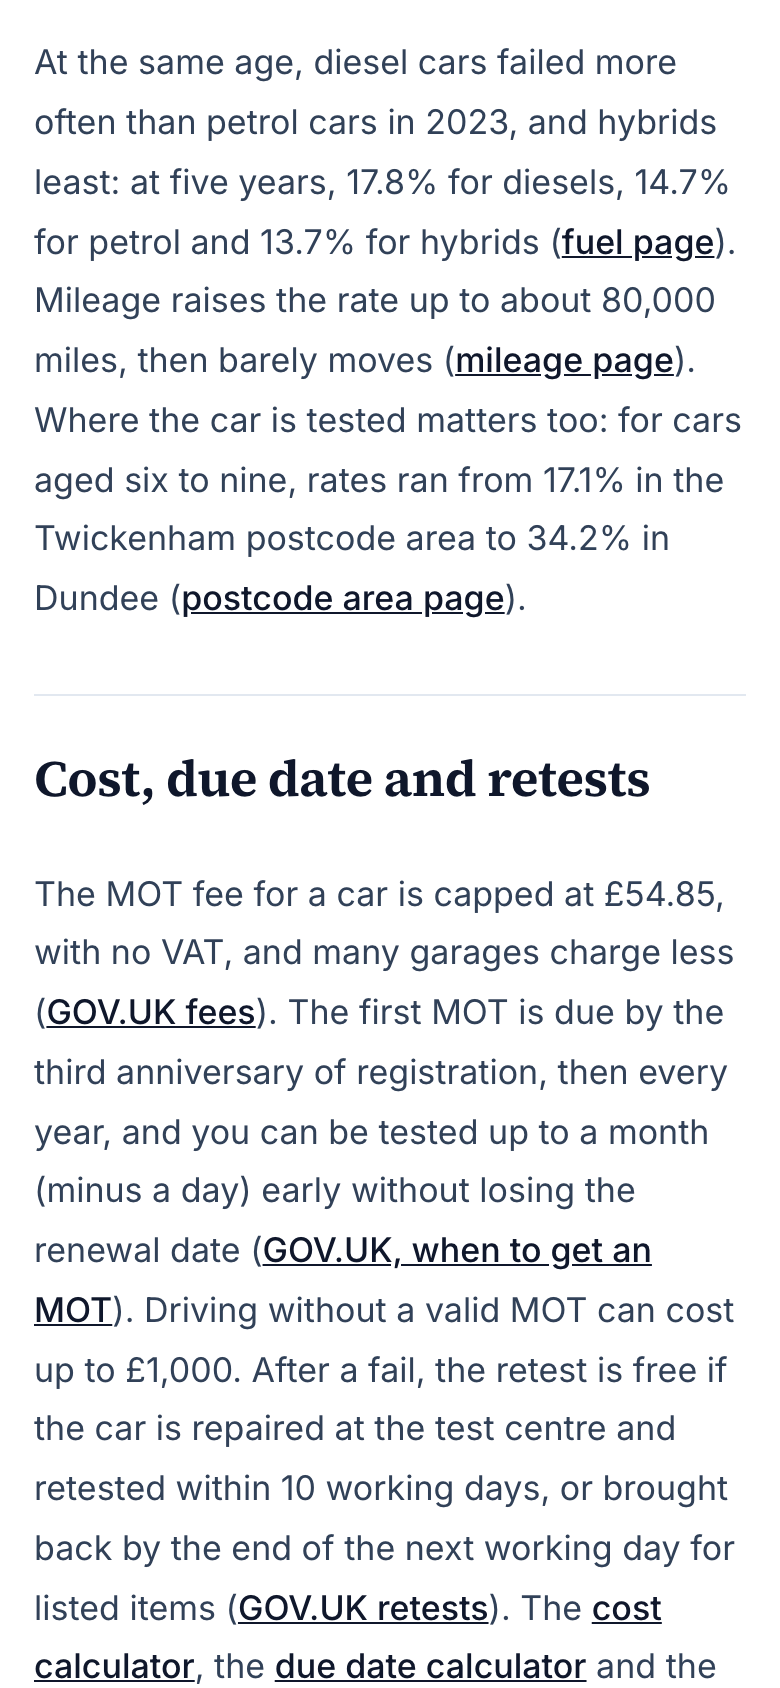 At the same age, diesel cars failed more
often than petrol cars in 2023, and hybrids
least: at five years, 17.8% for diesels, 14.7%
for petrol and 13.7% for hybrids (fuel page).
Mileage raises the rate up to about 80,000
miles, then barely moves (mileage page).
Where the car is tested matters too: for cars
aged six to nine, rates ran from 17.1% in the
Twickenham postcode area to 34.2% in
Dundee (postcode area page).
Cost, due date and retests
The MOT fee for a car is capped at £54.85,
with no VAT, and many garages charge less
(GOV.UK fees). The first MOT is due by the
third anniversary of registration, then every
year, and you can be tested up to a month
(minus a day) early without losing the
renewal date (GOV.UK, when to get an
MOT). Driving without a valid MOT can cost
up to £1,000. After a fail, the retest is free if
the car is repaired at the test centre and
retested within 10 working days, or brought
back by the end of the next working day for
listed items (GOV.UK retests). The cost
calculator, the due date calculator and the